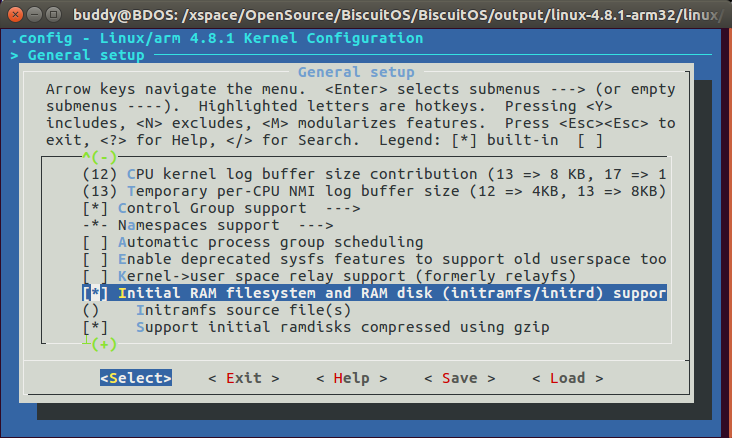 buddy@BDOS: /xspace/OpenSource/BiscuitOS/BiscuitOS/output/linux-4.8.1-arm32/linux/
.config - Linux/arm 4.8.1 Kernel Configuration
> General setup
General setup
Arrow keys navigate the menu.  <Enter> selects submenus ---> (or empty
submenus ----).  Highlighted letters are hotkeys.  Pressing <Y>
includes, <N> excludes, <M> modularizes features.  Press <Esc><Esc> to
exit, <?> for Help, </> for Search.  Legend: [*] built-in  [ ]
^(-)
(12) CPU kernel log buffer size contribution (13 => 8 KB, 17 => 1
(13) Temporary per-CPU NMI log buffer size (12 => 4KB, 13 => 8KB)
[*] Control Group support  --->
-*- Namespaces support  --->
[ ] Automatic process group scheduling
[ ] Enable deprecated sysfs features to support old userspace too
[ ] Kernel->user space relay support (formerly relayfs)
[*] Initial RAM filesystem and RAM disk (initramfs/initrd) suppor
()    Initramfs source file(s)
[*]   Support initial ramdisks compressed using gzip
(+)
<Select>    < Exit >    < Help >    < Save >    < Load >